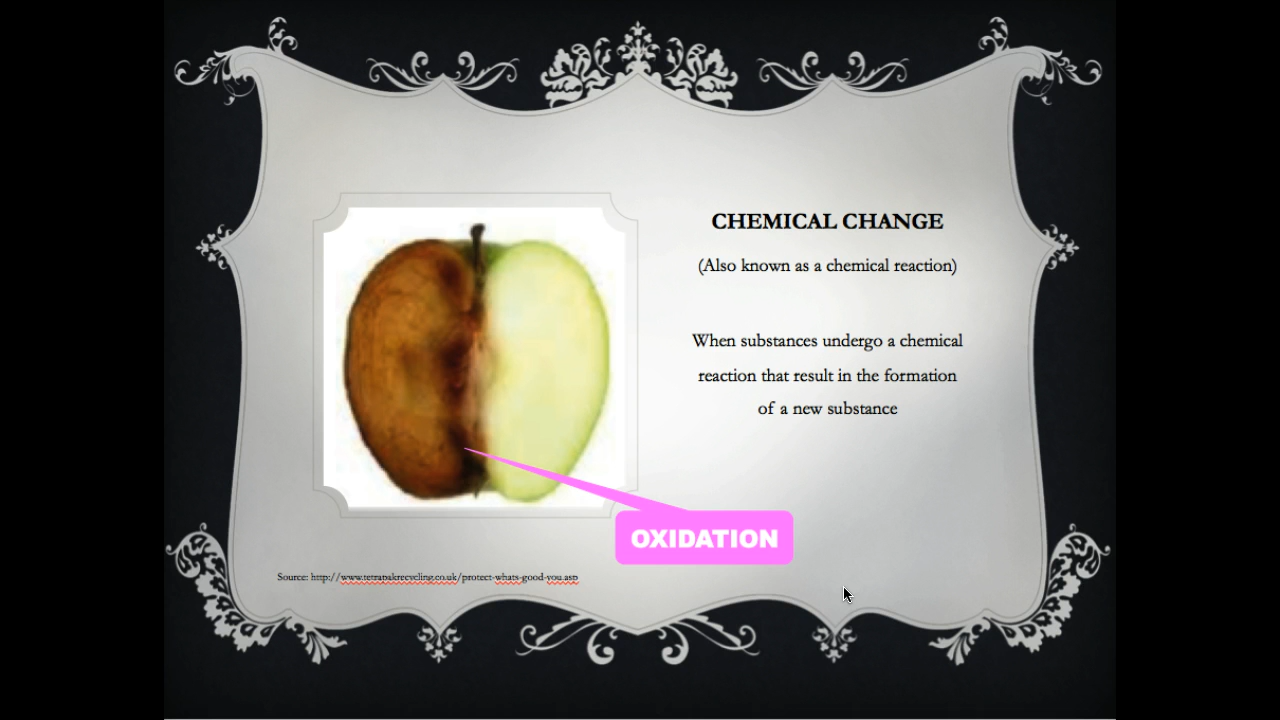 CHEMICAL CHANGE
(Also known as a chemical reaction)
When substances undergo a chemical
reaction that result in the formation
of a new substance
OXIDATION
Source: http://www.tetrapakrecycling.co.uk/protect-whats-good-you.asp